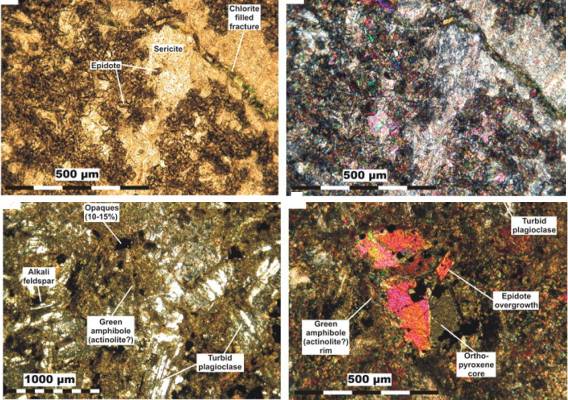 Chlorite
filled
fracture
Sericite
Epidote
500 µm
500 µm
Opaques
(10-15%)
Alkali
feldspar
Green
amphibole
(actinolite?)
Turbid
plagioclase
1000 µm
Turbid
plagioclase
Epidote
overgrowth
Green
amphibole
(actinolite?)
rim
Ortho-
pyroxene
core
500 µm